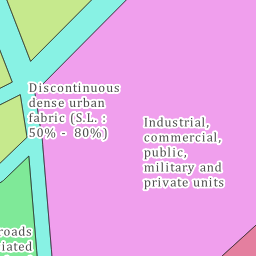 Discontinuous
dense urban
fabric (S.L. :
50% -  80%)
Industrial,
commercial,
public,
military and
private units
roads
iated